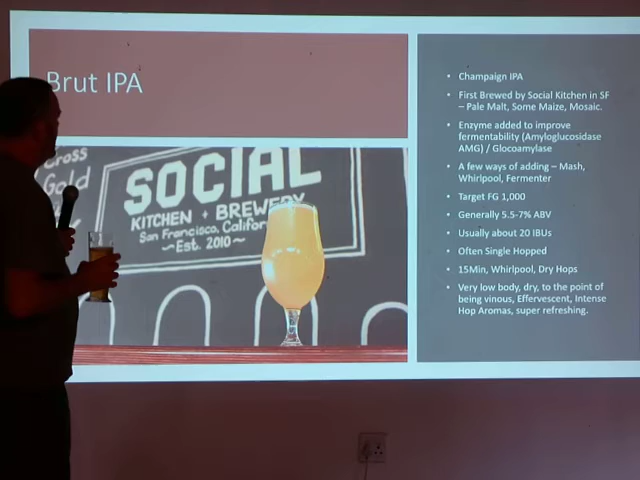 Brut IPA
cross
Gold
SOCIAL
KITCHEN + BREWERY
San Francisco, Califor
~Est. 2010~
• Champaign IPA
• First Brewed by Social Kitchen in SF
– Pale Malt, Some Maize, Mosaic.
• Enzyme added to improve
fermentability (Amyloglucosidase
AMG) / Glocoamylase
• A few ways of adding – Mash,
Whirlpool, Fermenter
• Target FG 1,000
• Generally 5.5-7% ABV
• Usually about 20 IBUs
• Often Single Hopped
• 15Min, Whirlpool, Dry Hops
• Very low body, dry, to the point of
being vinous, Effervescent, Intense
Hop Aromas, super refreshing.